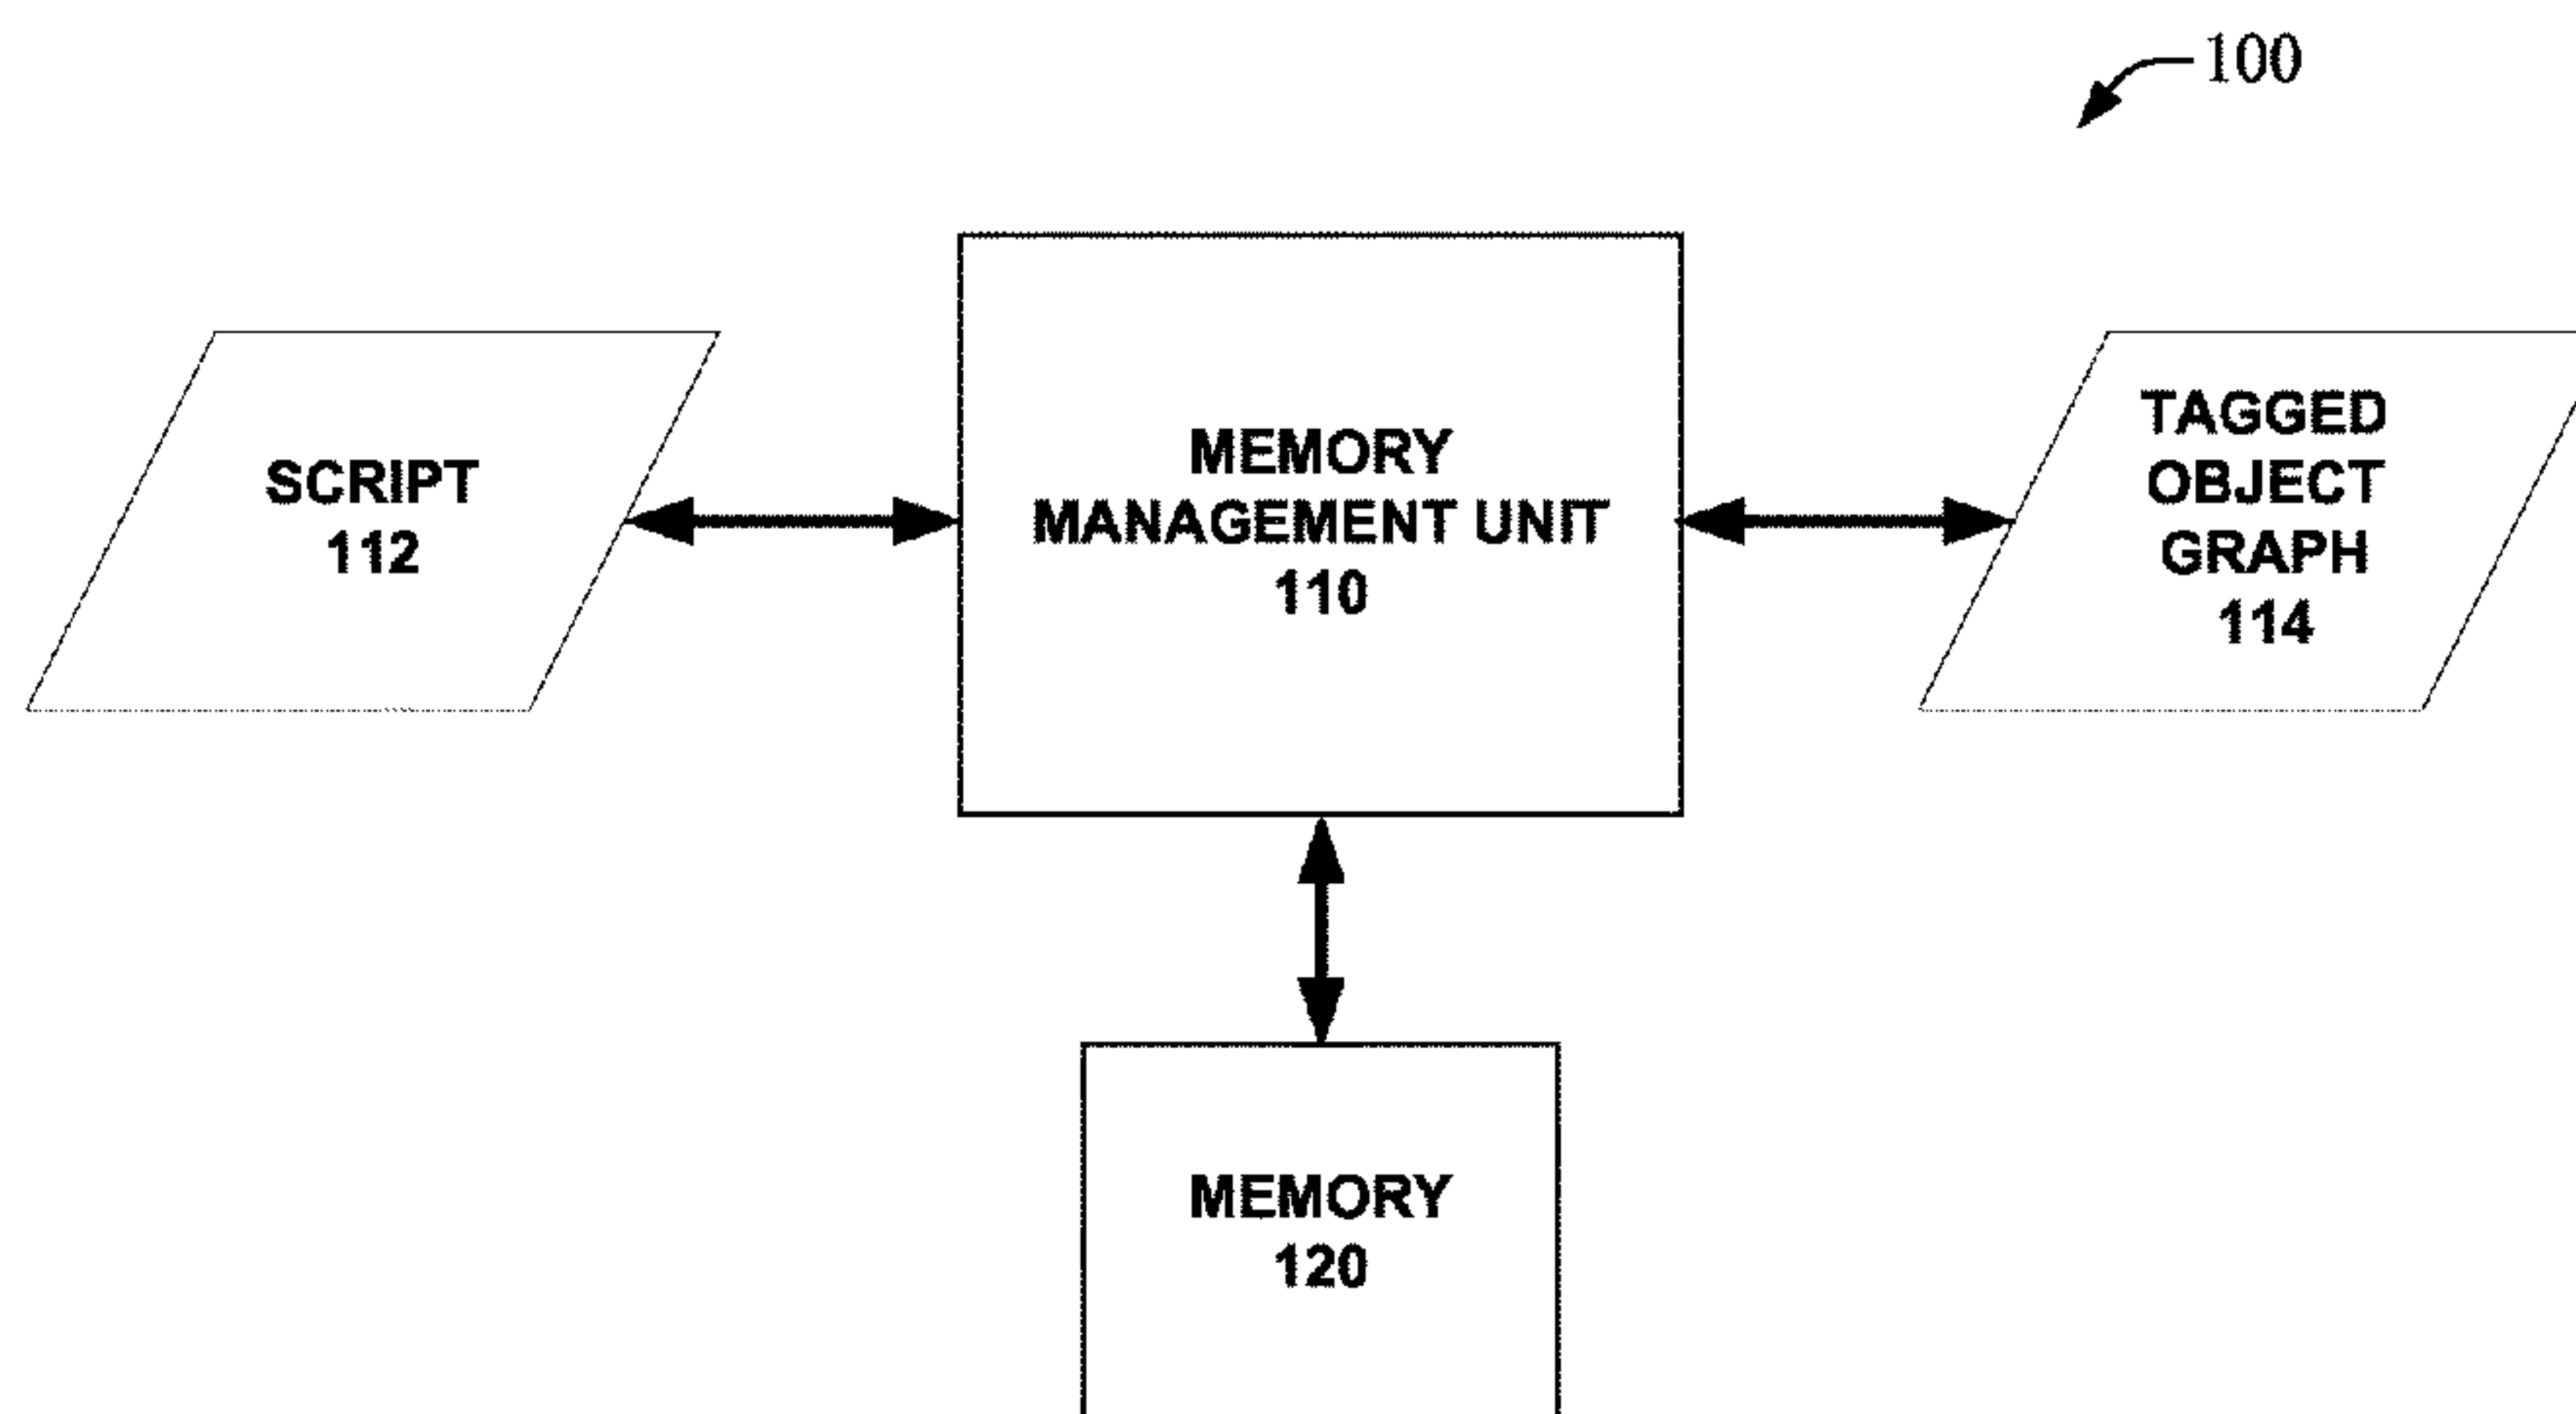 100
SCRIPT
112
MEMORY
MANAGEMENT UNIT
110
TAGGED
OBJECT
GRAPH
114
MEMORY
120